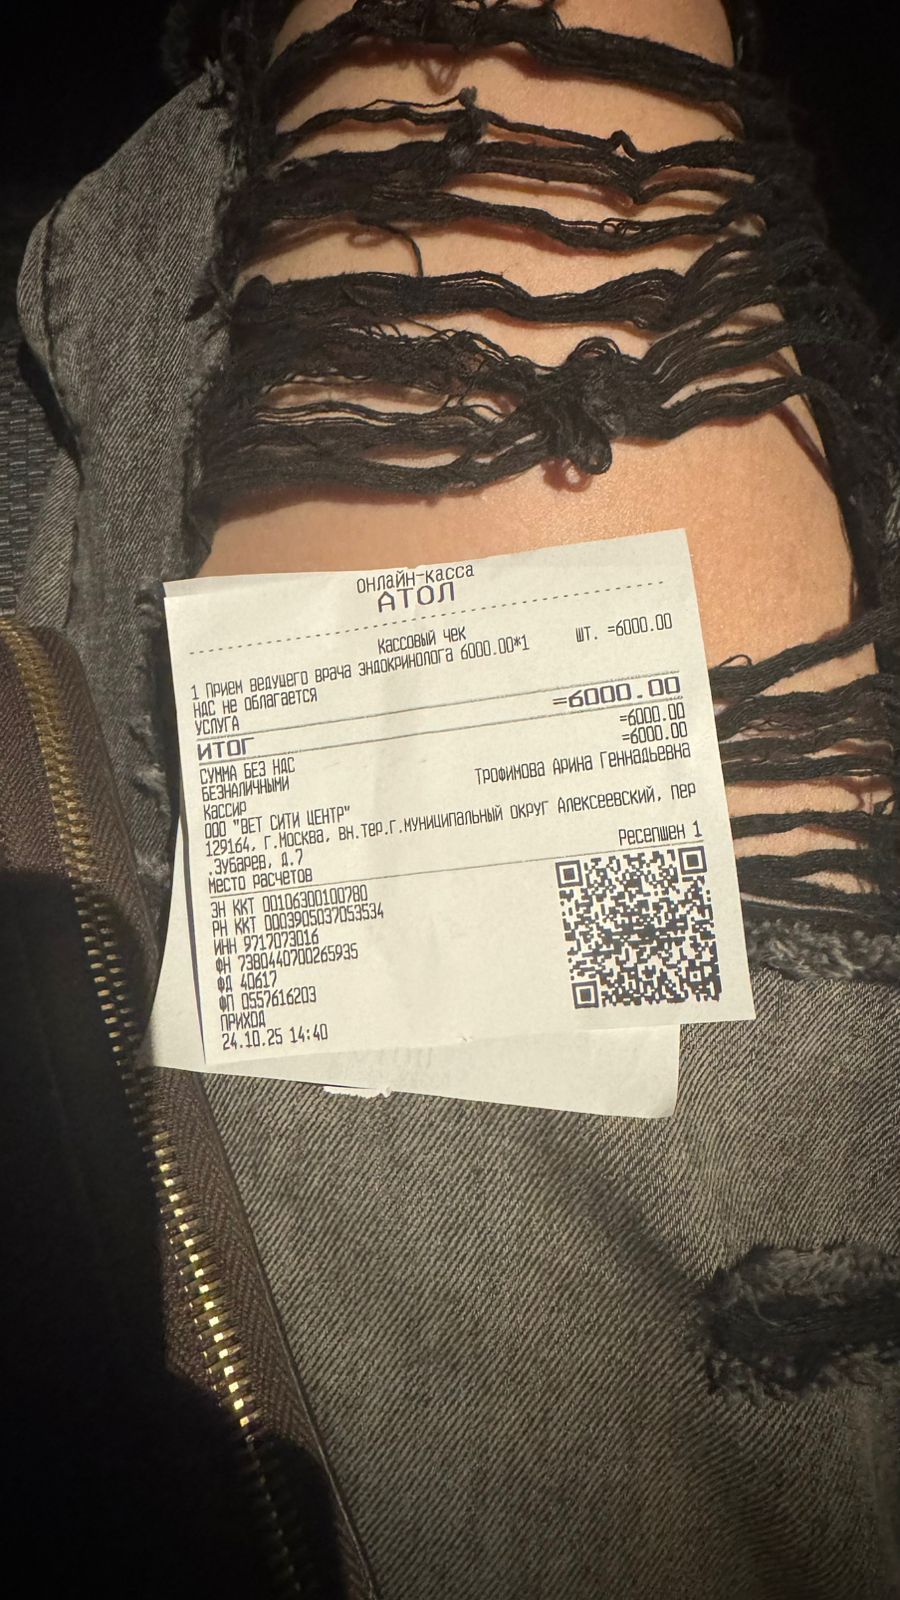 ОНЛАЙН-КАССА
АТОЛ
КАССОВЫЙ ЧЕК
1 ПРИЕМ ВЕДУЩЕГО ВРАЧА ЭНДОКРИНОЛОГА 6000.00*1 ШТ. =6000.00
НДС НЕ ОБЛАГАЕТСЯ
УСЛУГА
ИТОГ =6000.00
СУММА БЕЗ НДС =6000.00
БЕЗНАЛИЧНЫМИ =6000.00
КАССИР ТРОФИМОВА АРИНА ГЕННАДЬЕВНА
ООО "ВЕТ СИТИ ЦЕНТР"
129164, Г.МОСКВА, ВН.ТЕР.Г.МУНИЦИПАЛЬНЫЙ ОКРУГ АЛЕКСЕЕВСКИЙ, ПЕР
.ЗУБАРЕВ, Д.7
МЕСТО РАСЧЕТОВ РЕСЕПШЕН 1
ЗН ККТ 00106300100780
РН ККТ 0003905037053534
ИНН 9717073016
ФН 7380440700265935
ФД 40617
ФП 0557616203
ПРИХОД
24.10.25 14:40